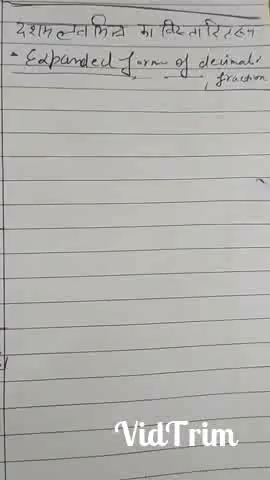 दशमलव भिन्न का विस्तारित रूप
• Expanded form of decimal
fraction
VidTrim